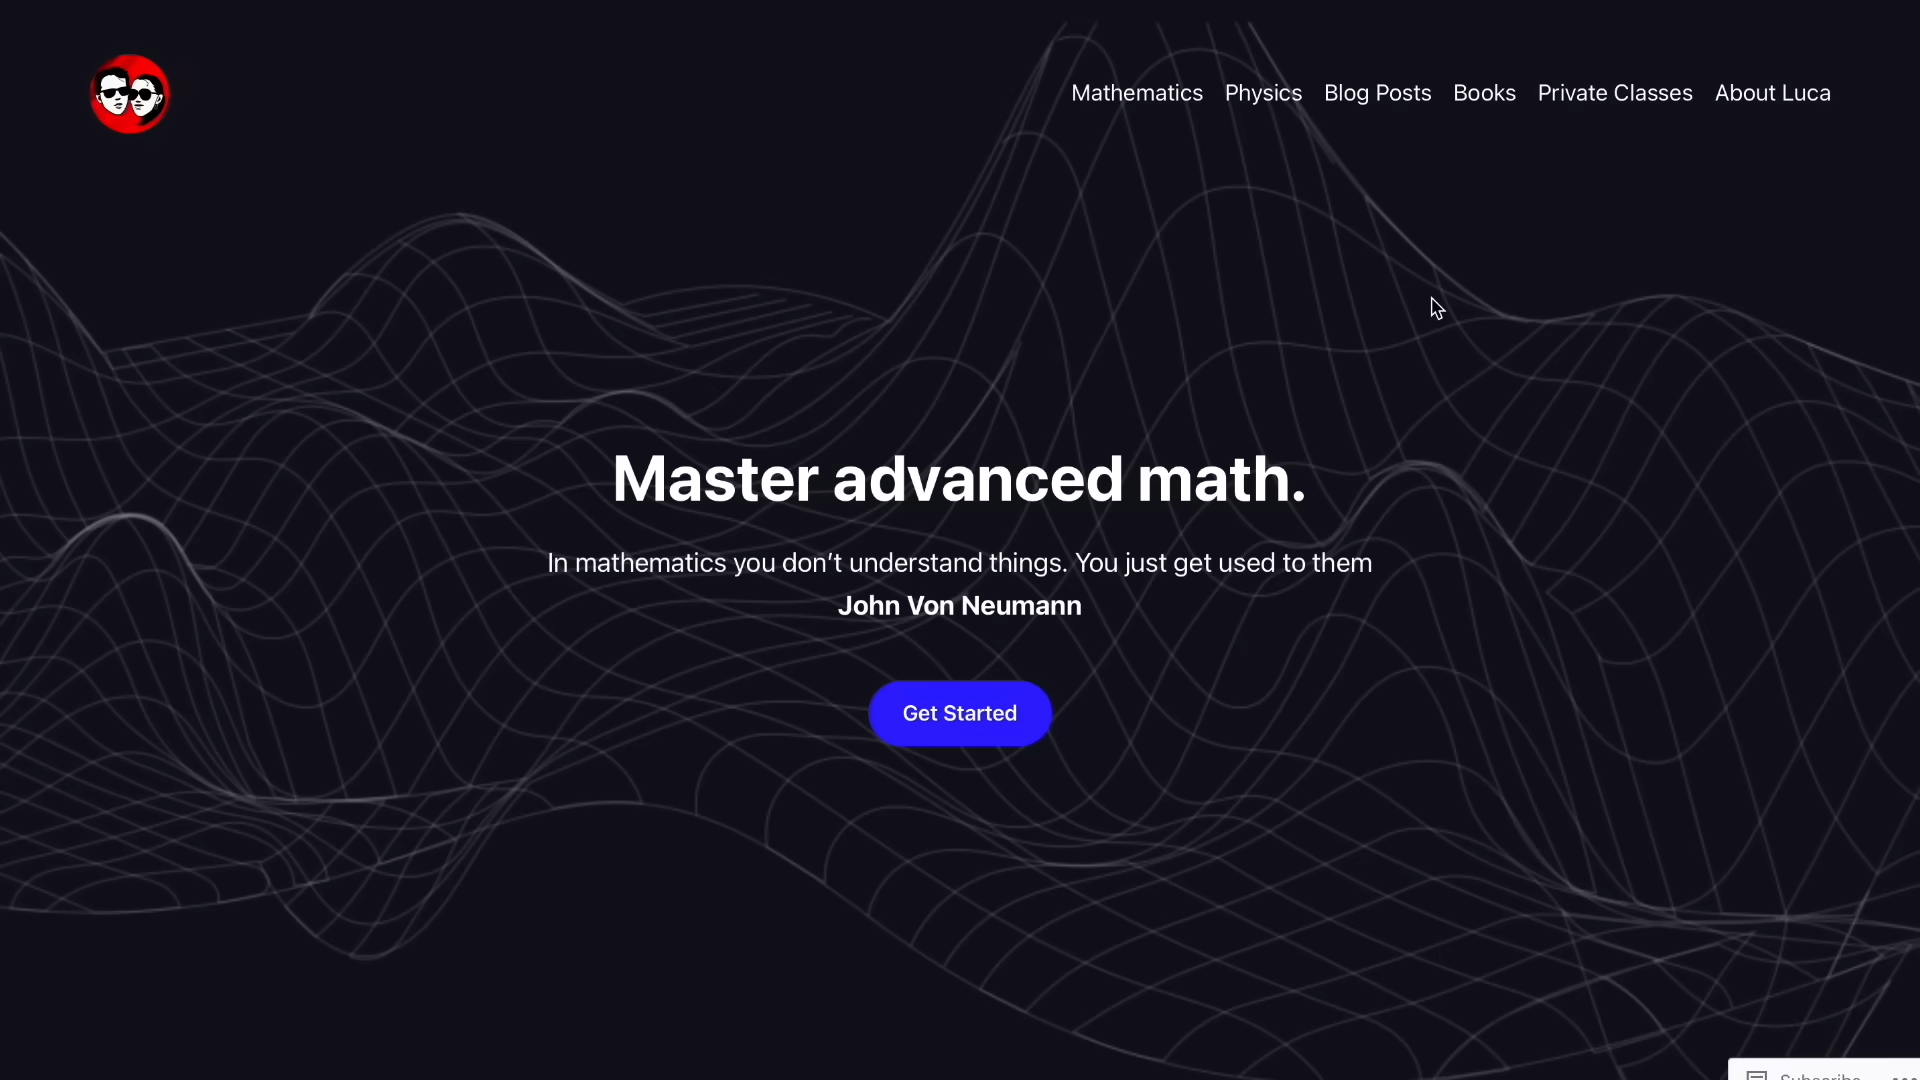 Mathematics Physics Blog Posts Books Private Classes About Luca
Master advanced math.
In mathematics you don’t understand things. You just get used to them
John Von Neumann
Get Started
Subscribe